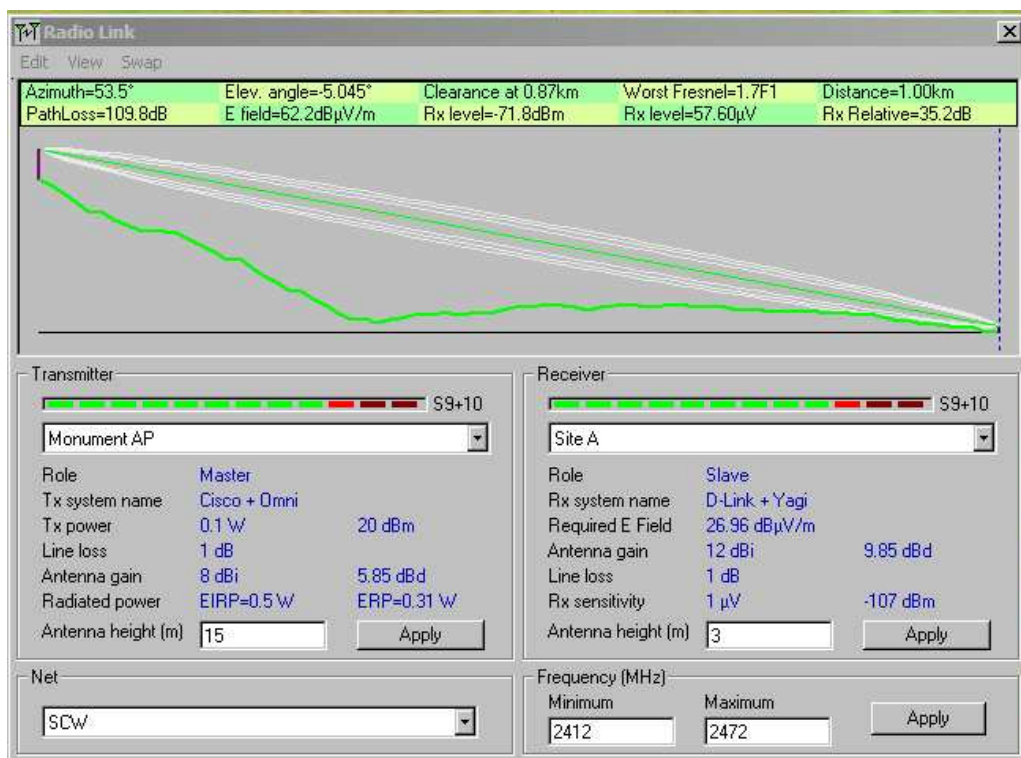 Radio Link
Edit View Swap
Azimuth=53.5° Elev. angle=-5.045° Clearance at 0.87km Worst Fresnel=1.7F1 Distance=1.00km
PathLoss=109.8dB E field=62.2dBµV/m Rx level=-71.8dBm Rx level=57.60µV Rx Relative=35.2dB
Transmitter
S9+10
Monument AP
Role Master
Tx system name Cisco + Omni
Tx power 0.1 W 20 dBm
Line loss 1 dB
Antenna gain 8 dBi 5.85 dBd
Radiated power EIRP=0.5 W ERP=0.31 W
Antenna height (m) 15 Apply
Receiver
S9+10
Site A
Role Slave
Rx system name D-Link + Yagi
Required E Field 26.96 dBµV/m
Antenna gain 12 dBi 9.85 dBd
Line loss 1 dB
Rx sensitivity 1 µV -107 dBm
Antenna height (m) 3 Apply
Net
SCW
Frequency (MHz)
Minimum Maximum
2412 2472 Apply